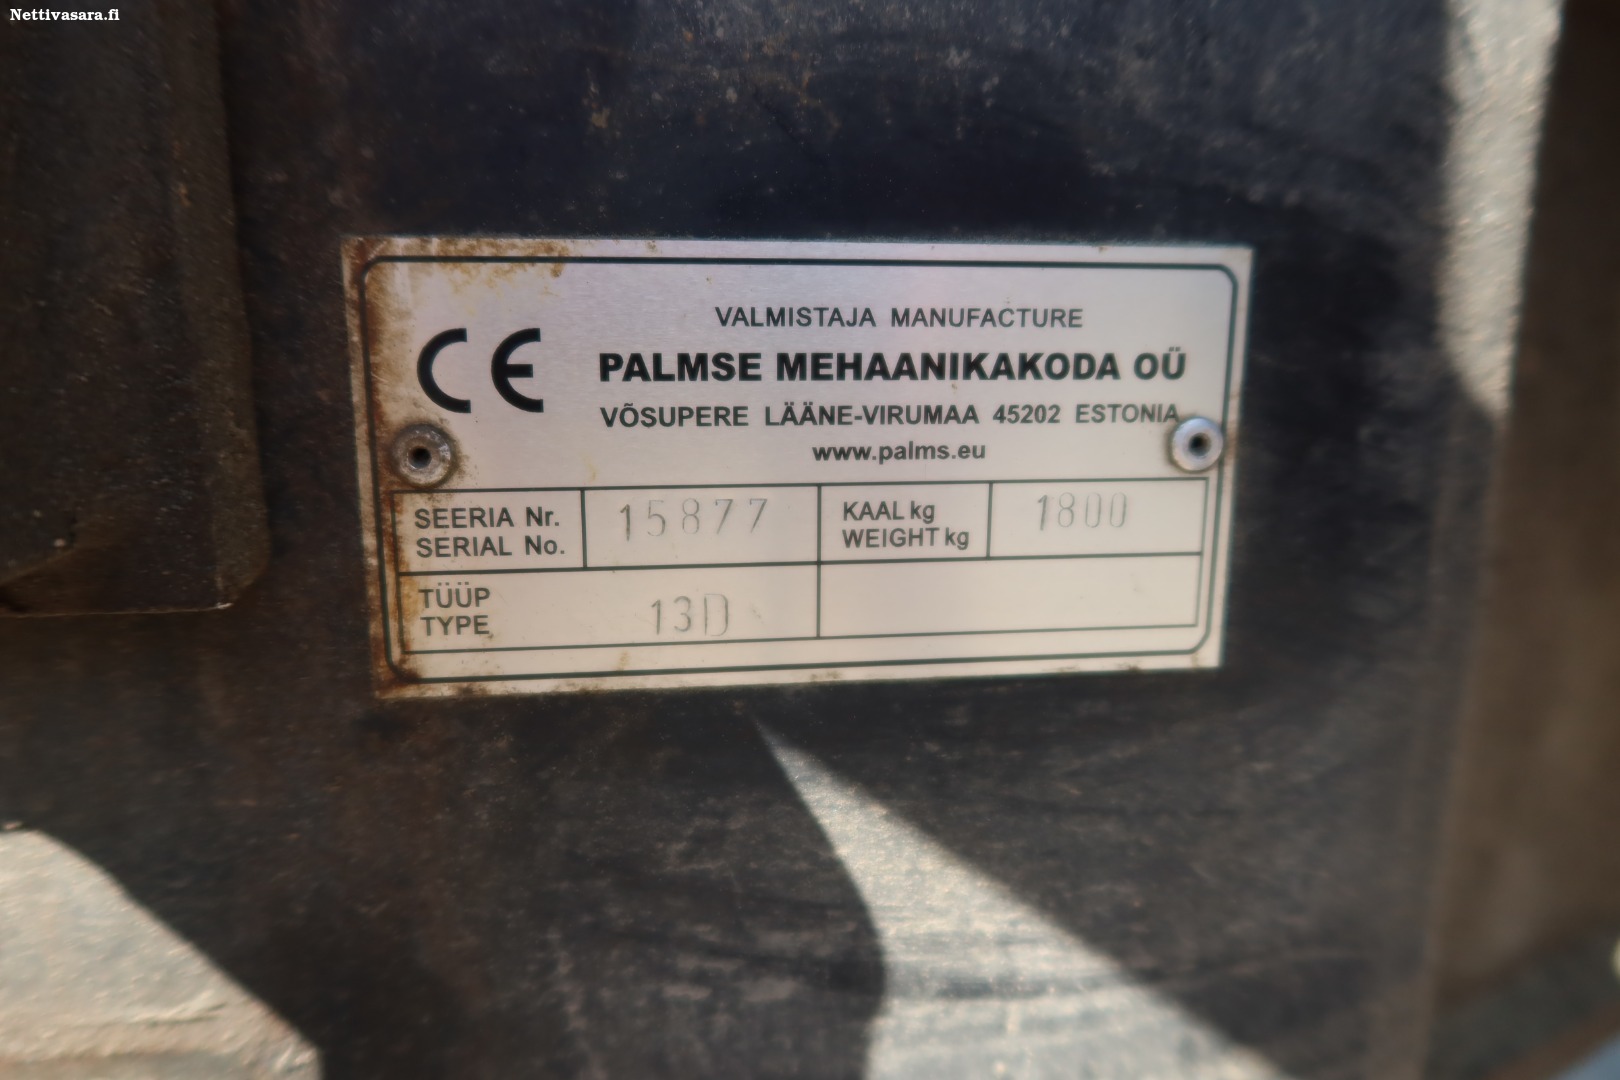 Nettivasara.fi
VALMISTAJA MANUFACTURE
CE
PALMSE MEHAANIKAKODA OÜ
VÕSUPERE LÄÄNE-VIRUMAA 45202 ESTONIA
www.palms.eu
SEERIA Nr. 15877 KAAL kg 1800
SERIAL No. WEIGHT kg
TÜÜP
TYPE 13D